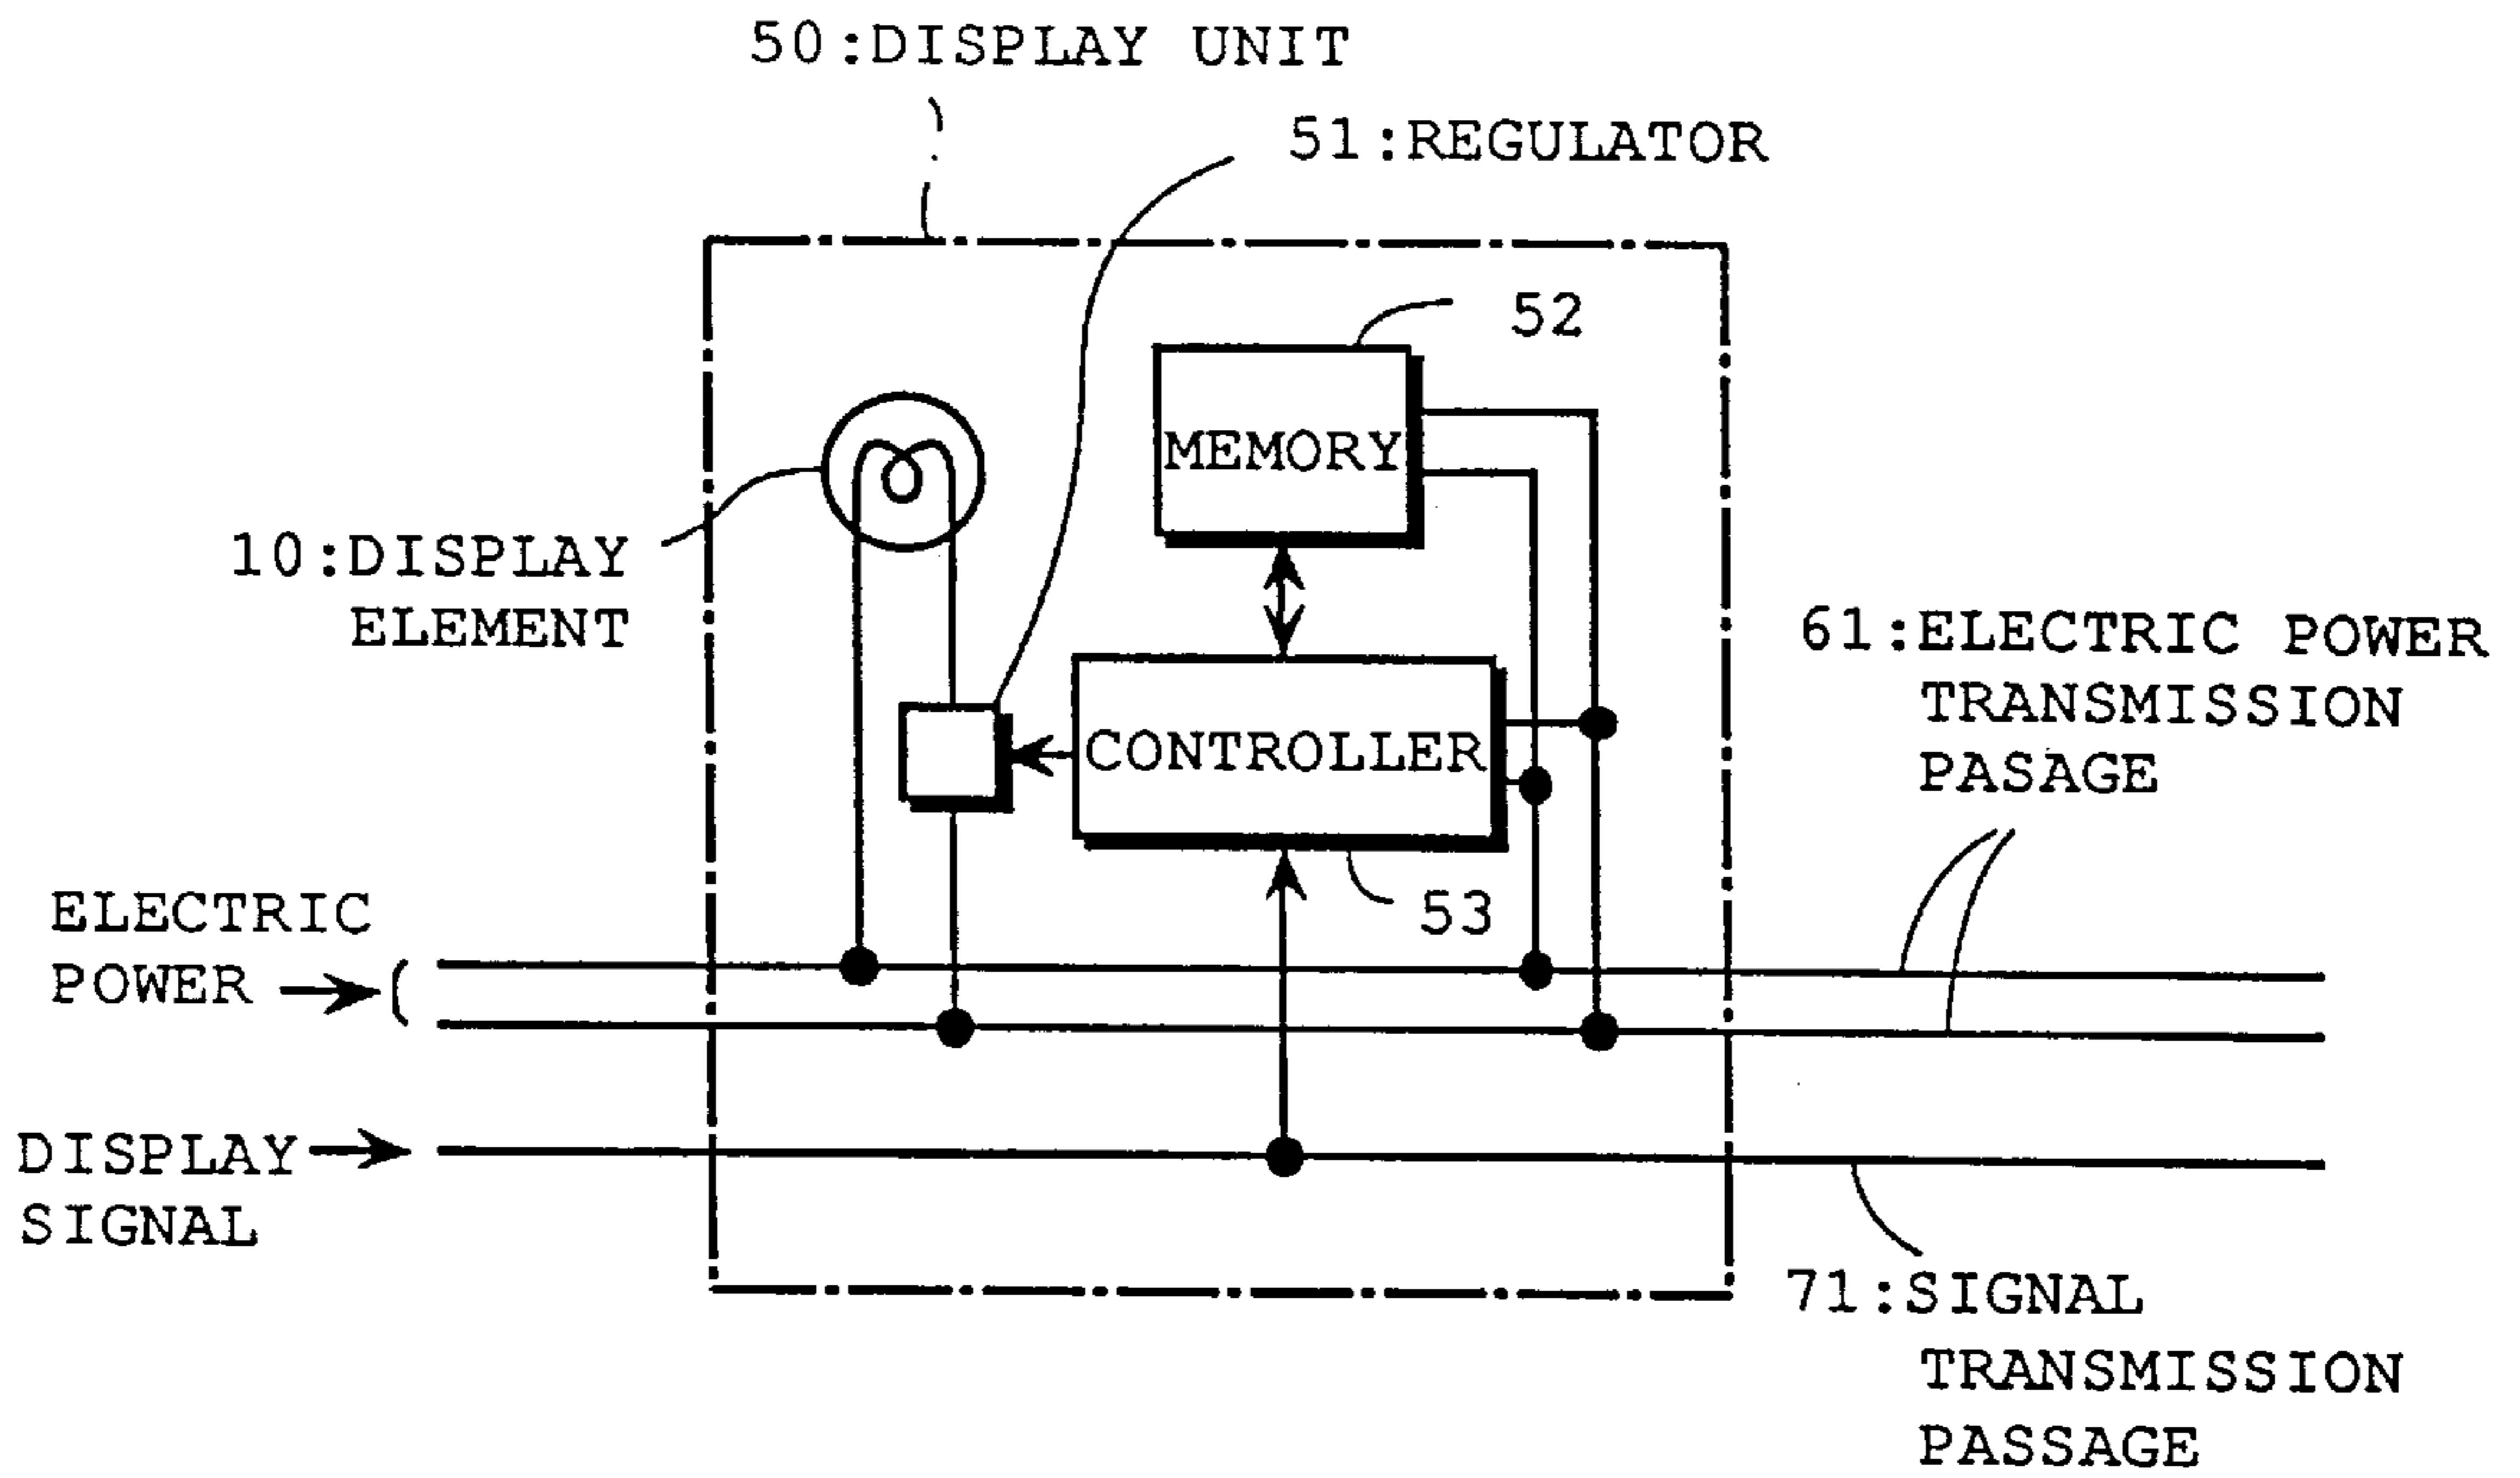 50:DISPLAY UNIT
51:REGULATOR
52
MEMORY
10:DISPLAY
ELEMENT
61:ELECTRIC POWER
TRANSMISSION
PASAGE
CONTROLLER
53
ELECTRIC
POWER
DISPLAY
SIGNAL
71:SIGNAL
TRANSMISSION
PASSAGE